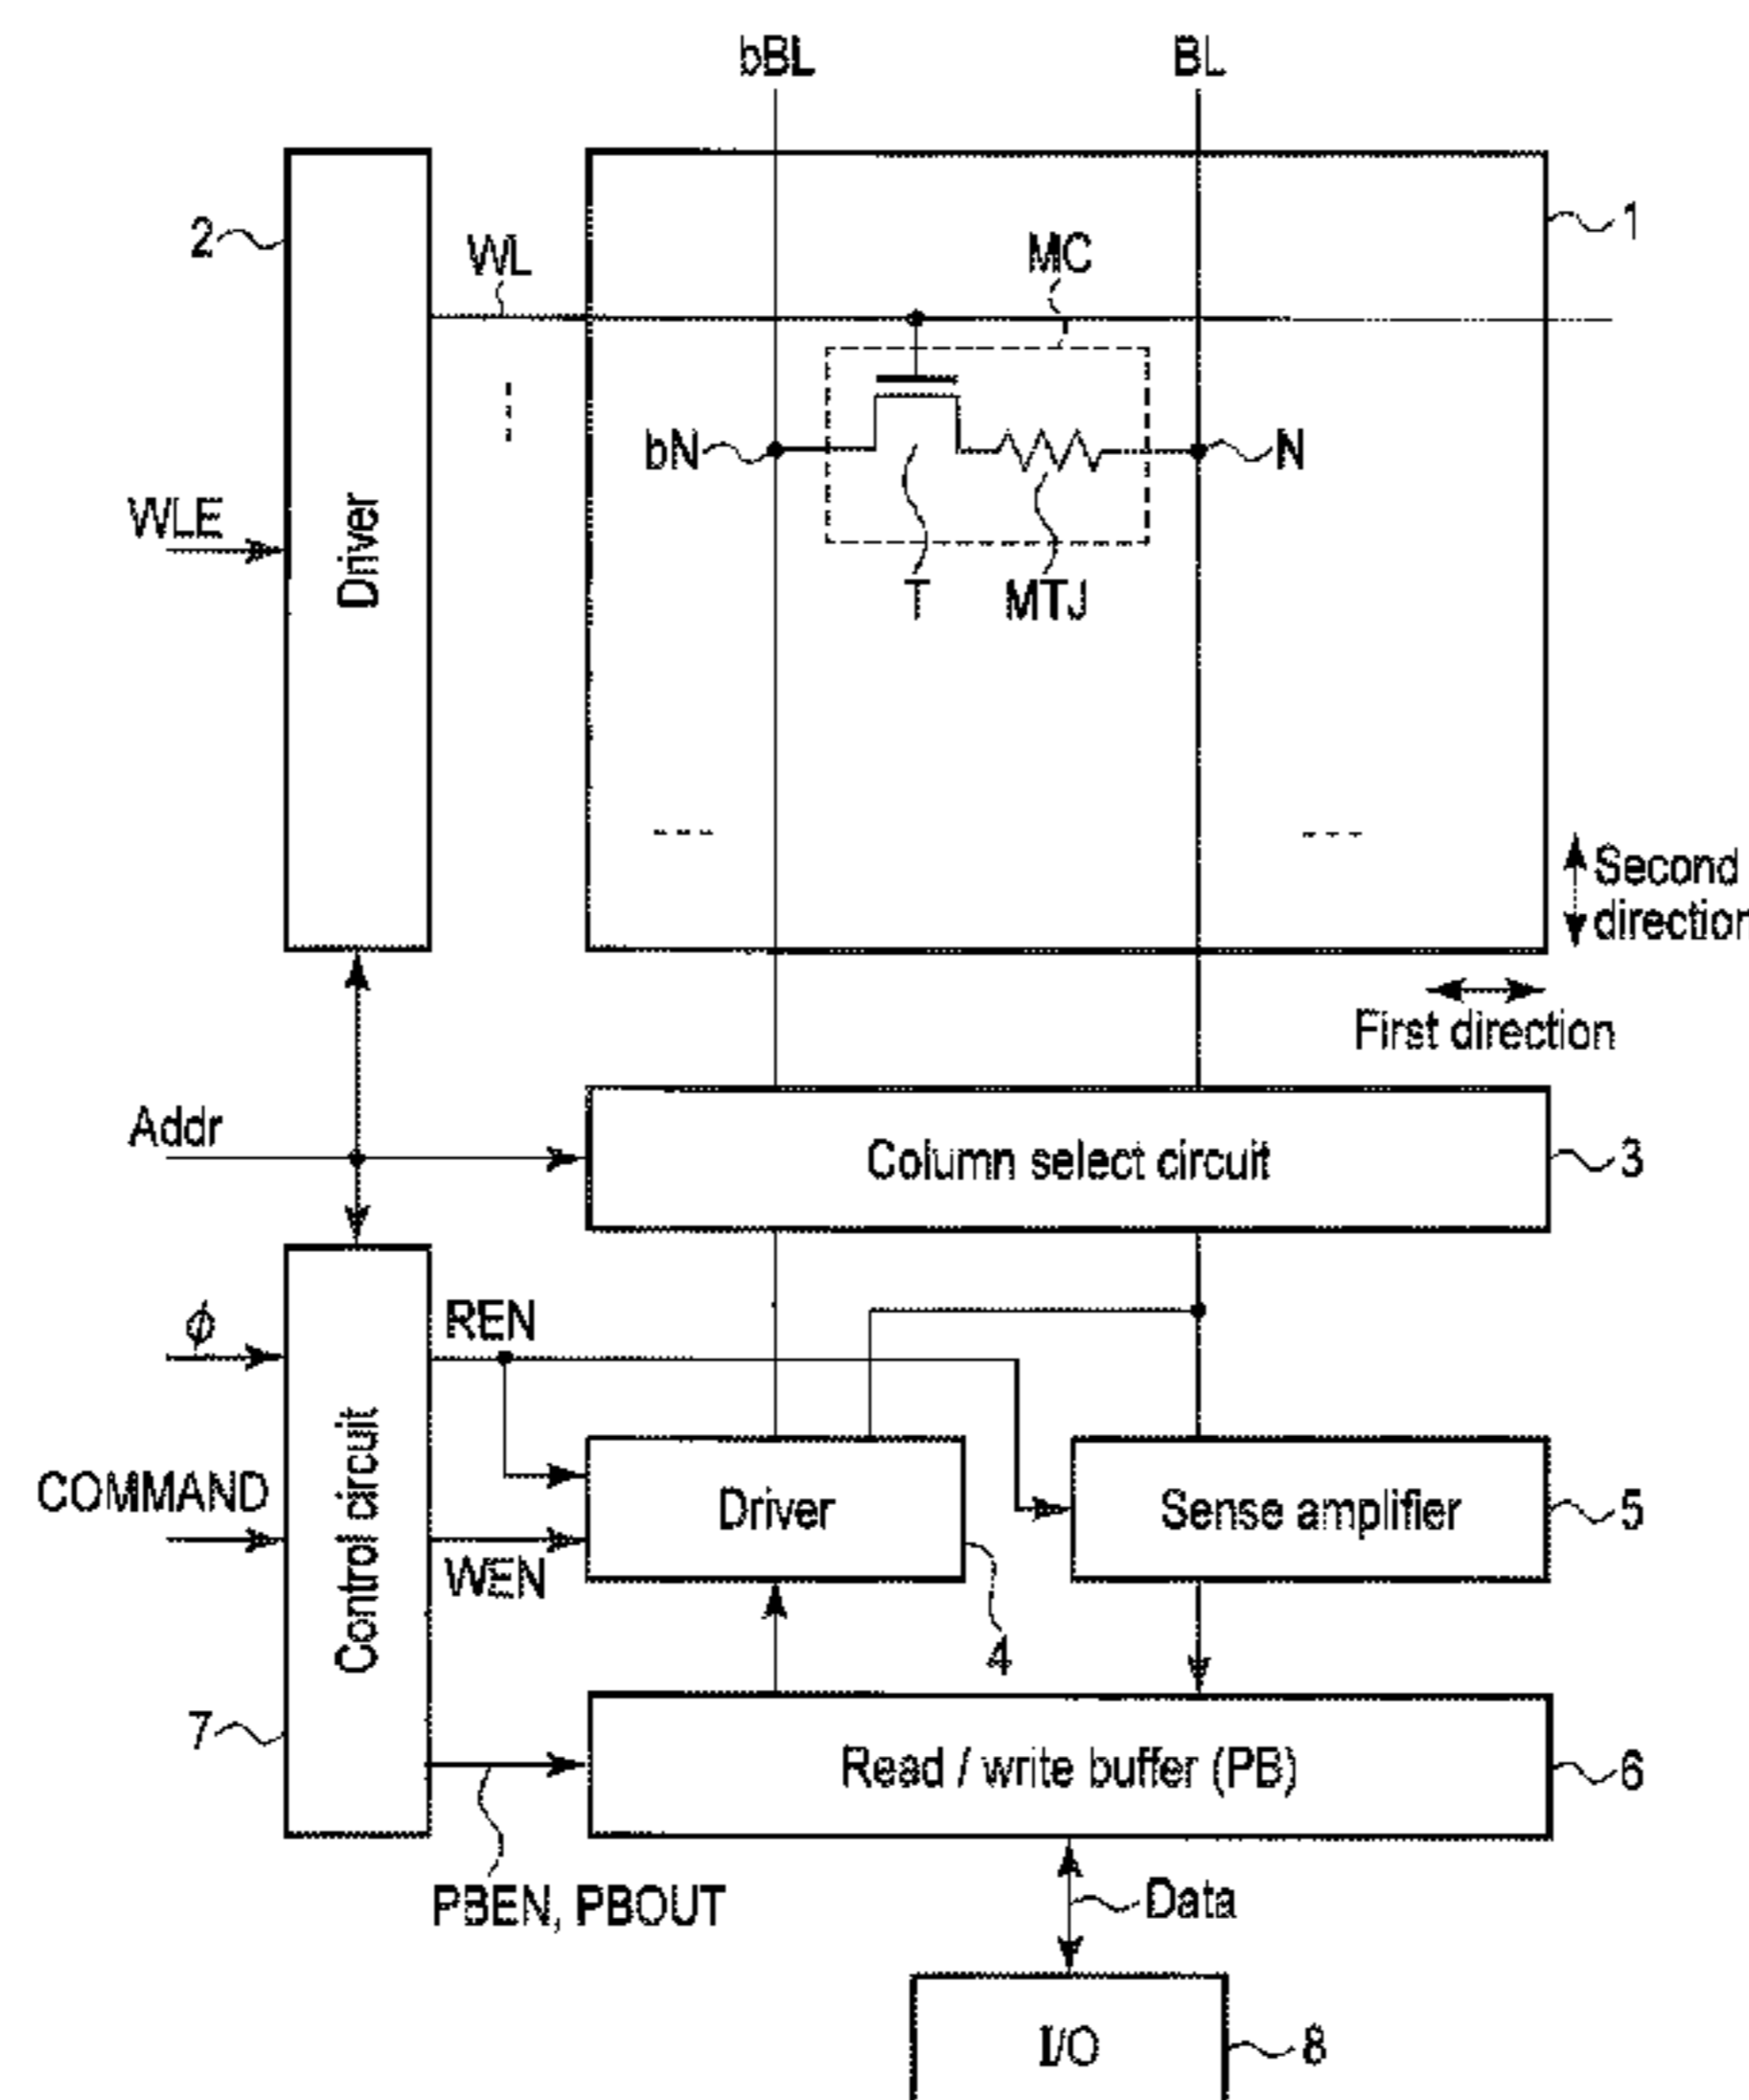 bBL
BL
2
1
WL
MC
bN
N
WLE
Driver
T
MTJ
Second
direction
First direction
Addr
Column select circuit
3
ϕ
REN
COMMAND
Control circuit
Driver
Sense amplifier
5
WEN
4
7
Read / write buffer (PB)
6
PBEN, PBOUT
Data
I/O
8